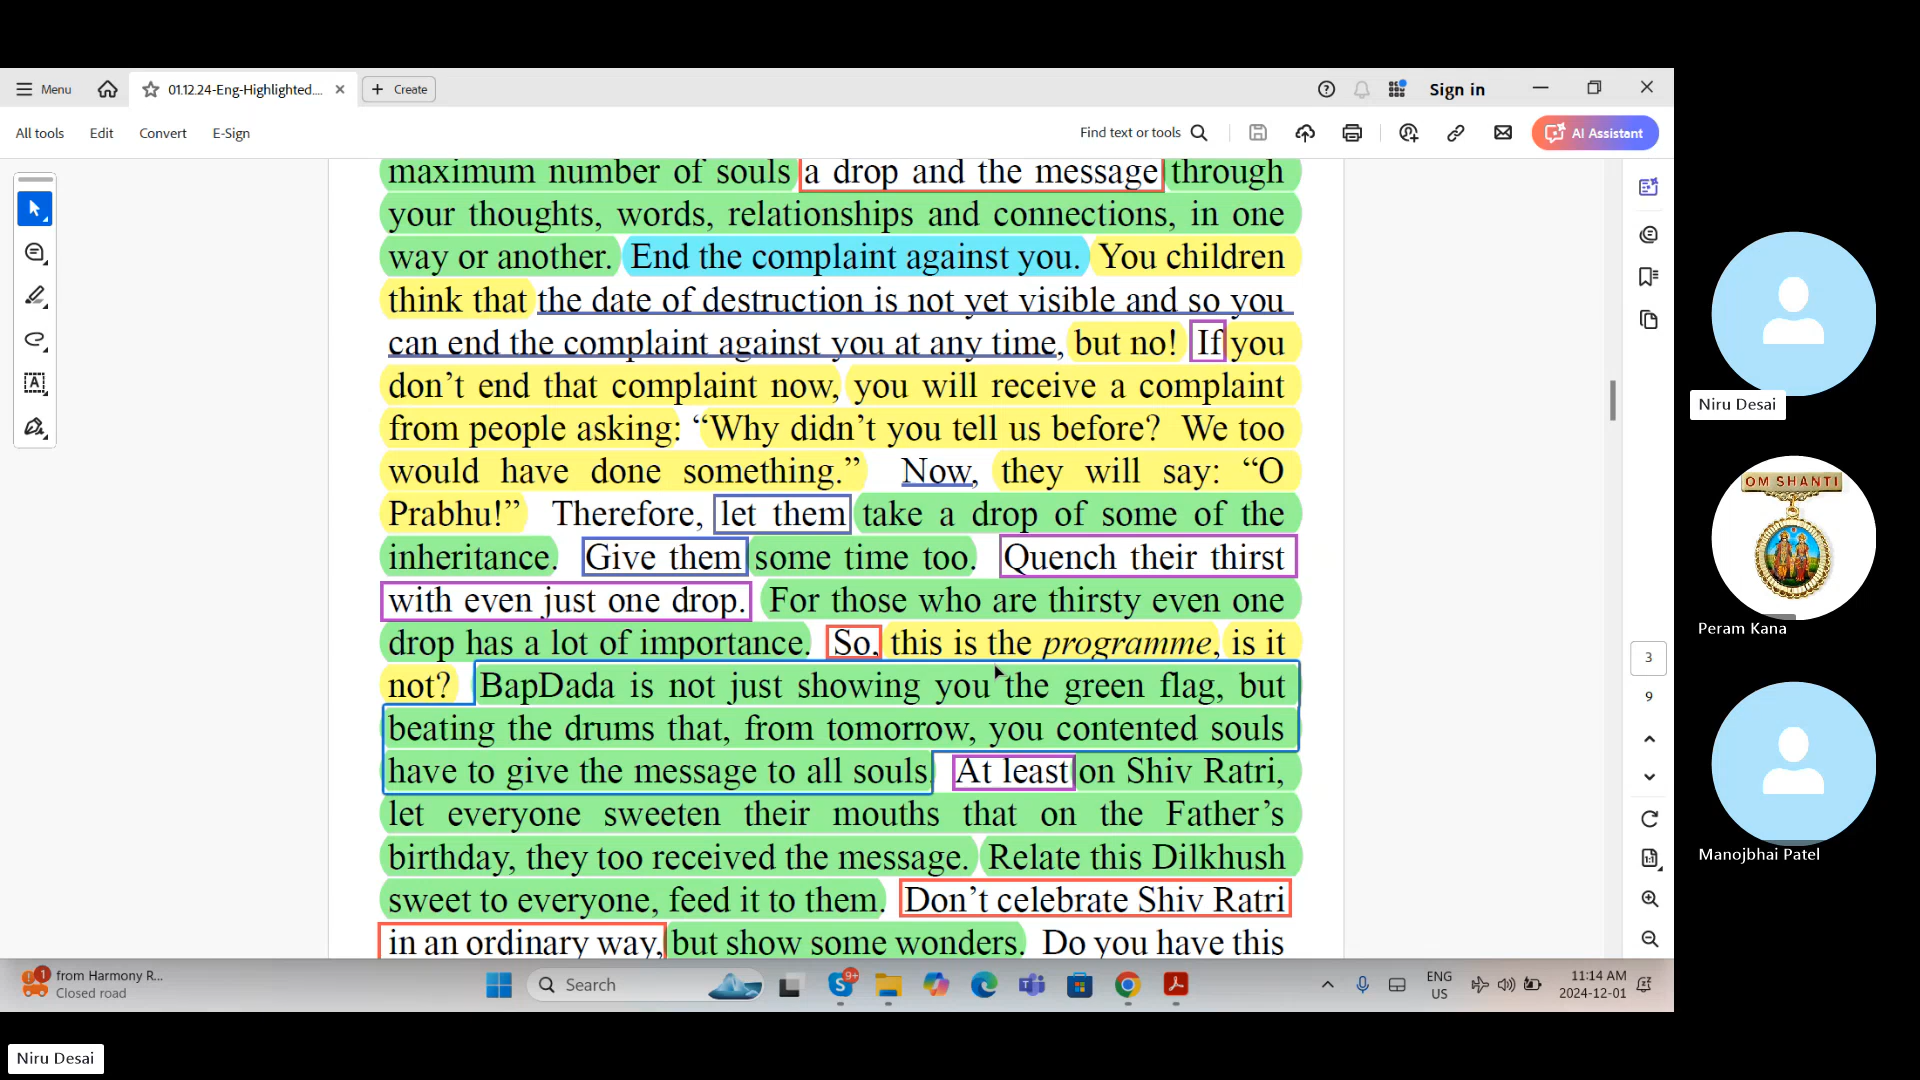 Menu
01.12.24-Eng-Highlighted....
Create
Sign in
All tools
Edit
Convert
E-Sign
Find text or tools
AI Assistant
maximum number of souls a drop and the message through
your thoughts, words, relationships and connections, in one
way or another. End the complaint against you. You children
think that the date of destruction is not yet visible and so you
can end the complaint against you at any time, but no! If you
don’t end that complaint now, you will receive a complaint
from people asking: “Why didn’t you tell us before? We too
would have done something.” Now, they will say: “O
Prabhu!” Therefore, let them take a drop of some of the
inheritance. Give them some time too. Quench their thirst
with even just one drop. For those who are thirsty even one
drop has a lot of importance. So, this is the programme, is it
not? BapDada is not just showing you the green flag, but
beating the drums that, from tomorrow, you contented souls
have to give the message to all souls. At least on Shiv Ratri,
let everyone sweeten their mouths that on the Father’s
birthday, they too received the message. Relate this Dilkhush
sweet to everyone, feed it to them. Don’t celebrate Shiv Ratri
in an ordinary way, but show some wonders. Do you have this
3
9
1:1
Niru Desai
OM SHANTI
Peram Kana
Manojbhai Patel
1
from Harmony R...
Closed road
Search
9+
ENG
US
11:14 AM
2024-12-01
Niru Desai